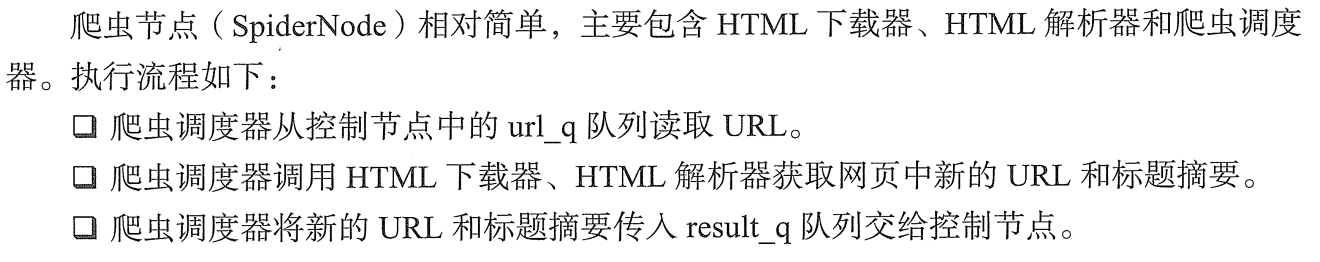 爬虫节点（SpiderNode）相对简单，主要包含 HTML 下载器、HTML 解析器和爬虫调度
器。执行流程如下：
❑ 爬虫调度器从控制节点中的 url_q 队列读取 URL。
❑ 爬虫调度器调用 HTML 下载器、HTML 解析器获取网页中新的 URL 和标题摘要。
❑ 爬虫调度器将新的 URL 和标题摘要传入 result_q 队列交给控制节点。